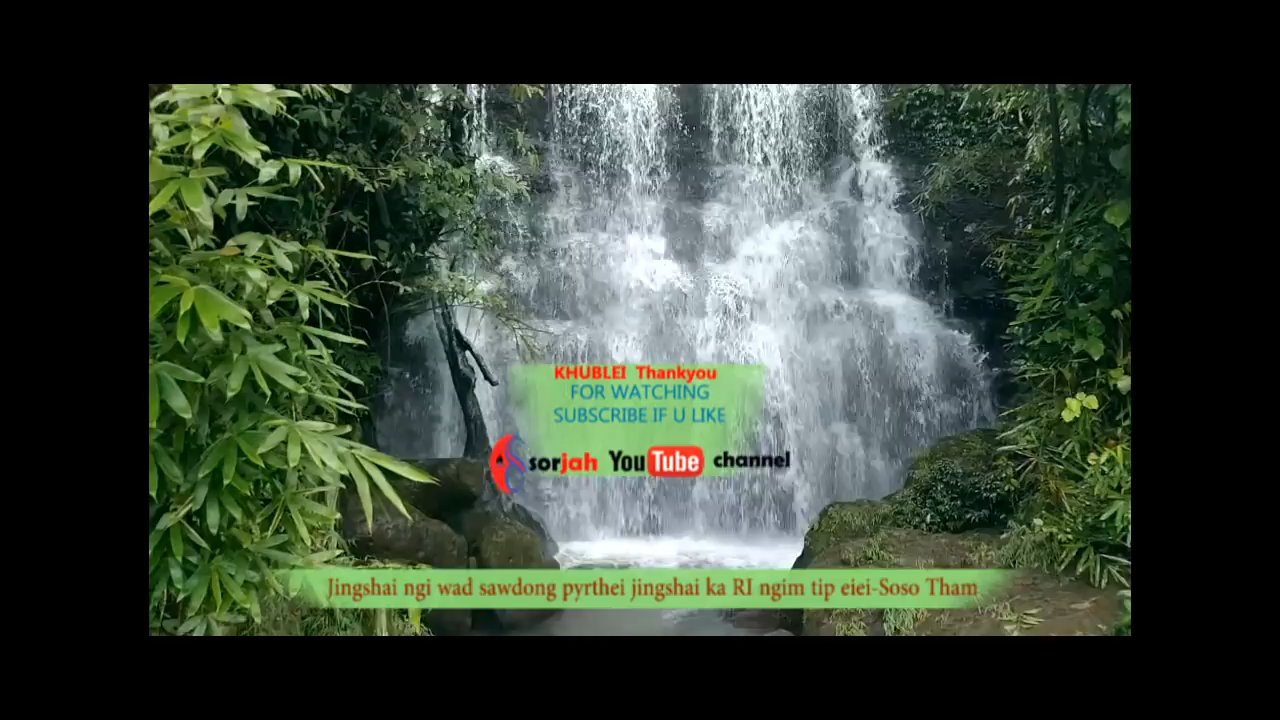 KHUBLEI Thankyou
FOR WATCHING
SUBSCRIBE IF U LIKE
sorjah YouTube channel
Jingshai ngi wad sawdong pyrthei jingshai ka RI ngim tip eiei-Soso Tham